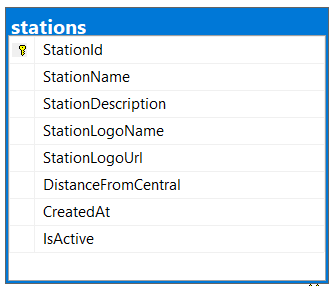 stations
StationId
StationName
StationDescription
StationLogoName
StationLogoUrl
DistanceFromCentral
CreatedAt
IsActive